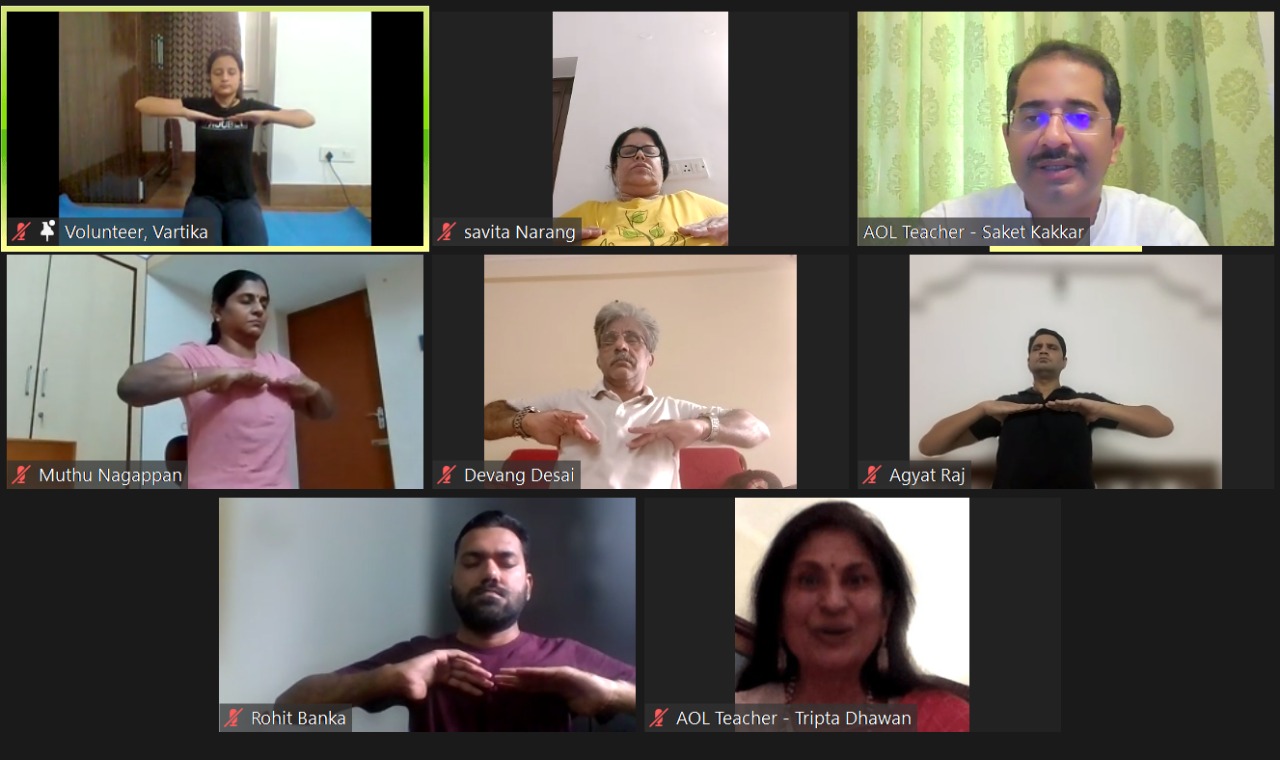 Volunteer, Vartika
savita Narang
AOL Teacher - Saket Kakkar
Muthu Nagappan
Devang Desai
Agyat Raj
Rohit Banka
AOL Teacher - Tripta Dhawan